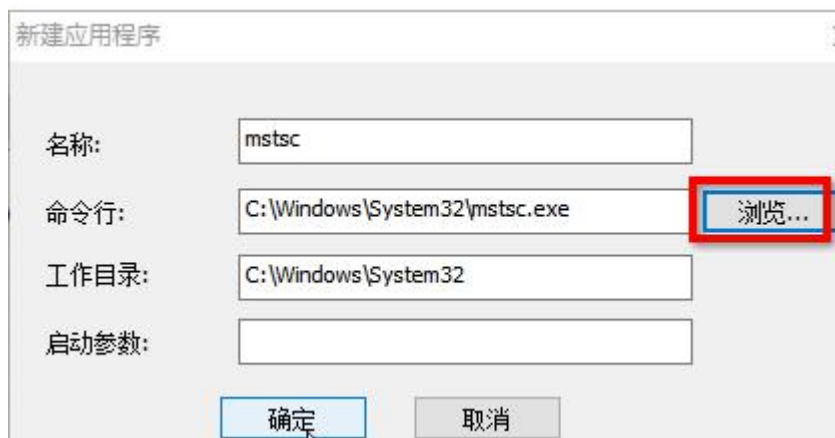 新建应用程序
名称: mstsc
命令行: C:\Windows\System32\mstsc.exe 浏览...
工作目录: C:\Windows\System32
启动参数:
确定 取消